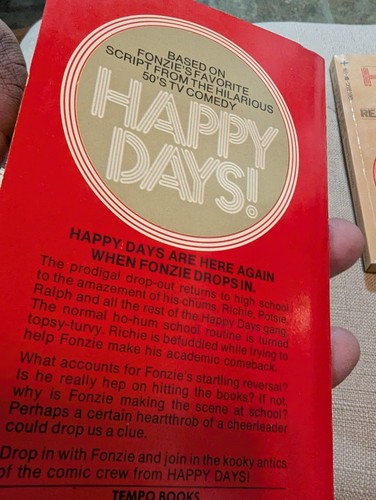 BASED ON
FONZIE'S FAVORITE
SCRIPT FROM THE HILARIOUS
50'S TV COMEDY
HAPPY
DAYS!
HAPPY DAYS ARE HERE AGAIN
WHEN FONZIE DROPS IN.
The prodigal drop-out returns to high school
to the amazement of his chums, Richie, Potsie,
Ralph and all the rest of the Happy Days gang.
The normal ho-hum school routine is turned
topsy-turvy. Richie is befuddled while trying to
help Fonzie make his academic comeback.
What accounts for Fonzie's startling reversal?
Is he really hep on hitting the books? If not,
why is Fonzie making the scene at school?
Perhaps a certain heartthrob of a cheerleader
could drop us a clue.
Drop in with Fonzie and join in the kooky antics
of the comic crew from HAPPY DAYS!
TEMPO BOOKS